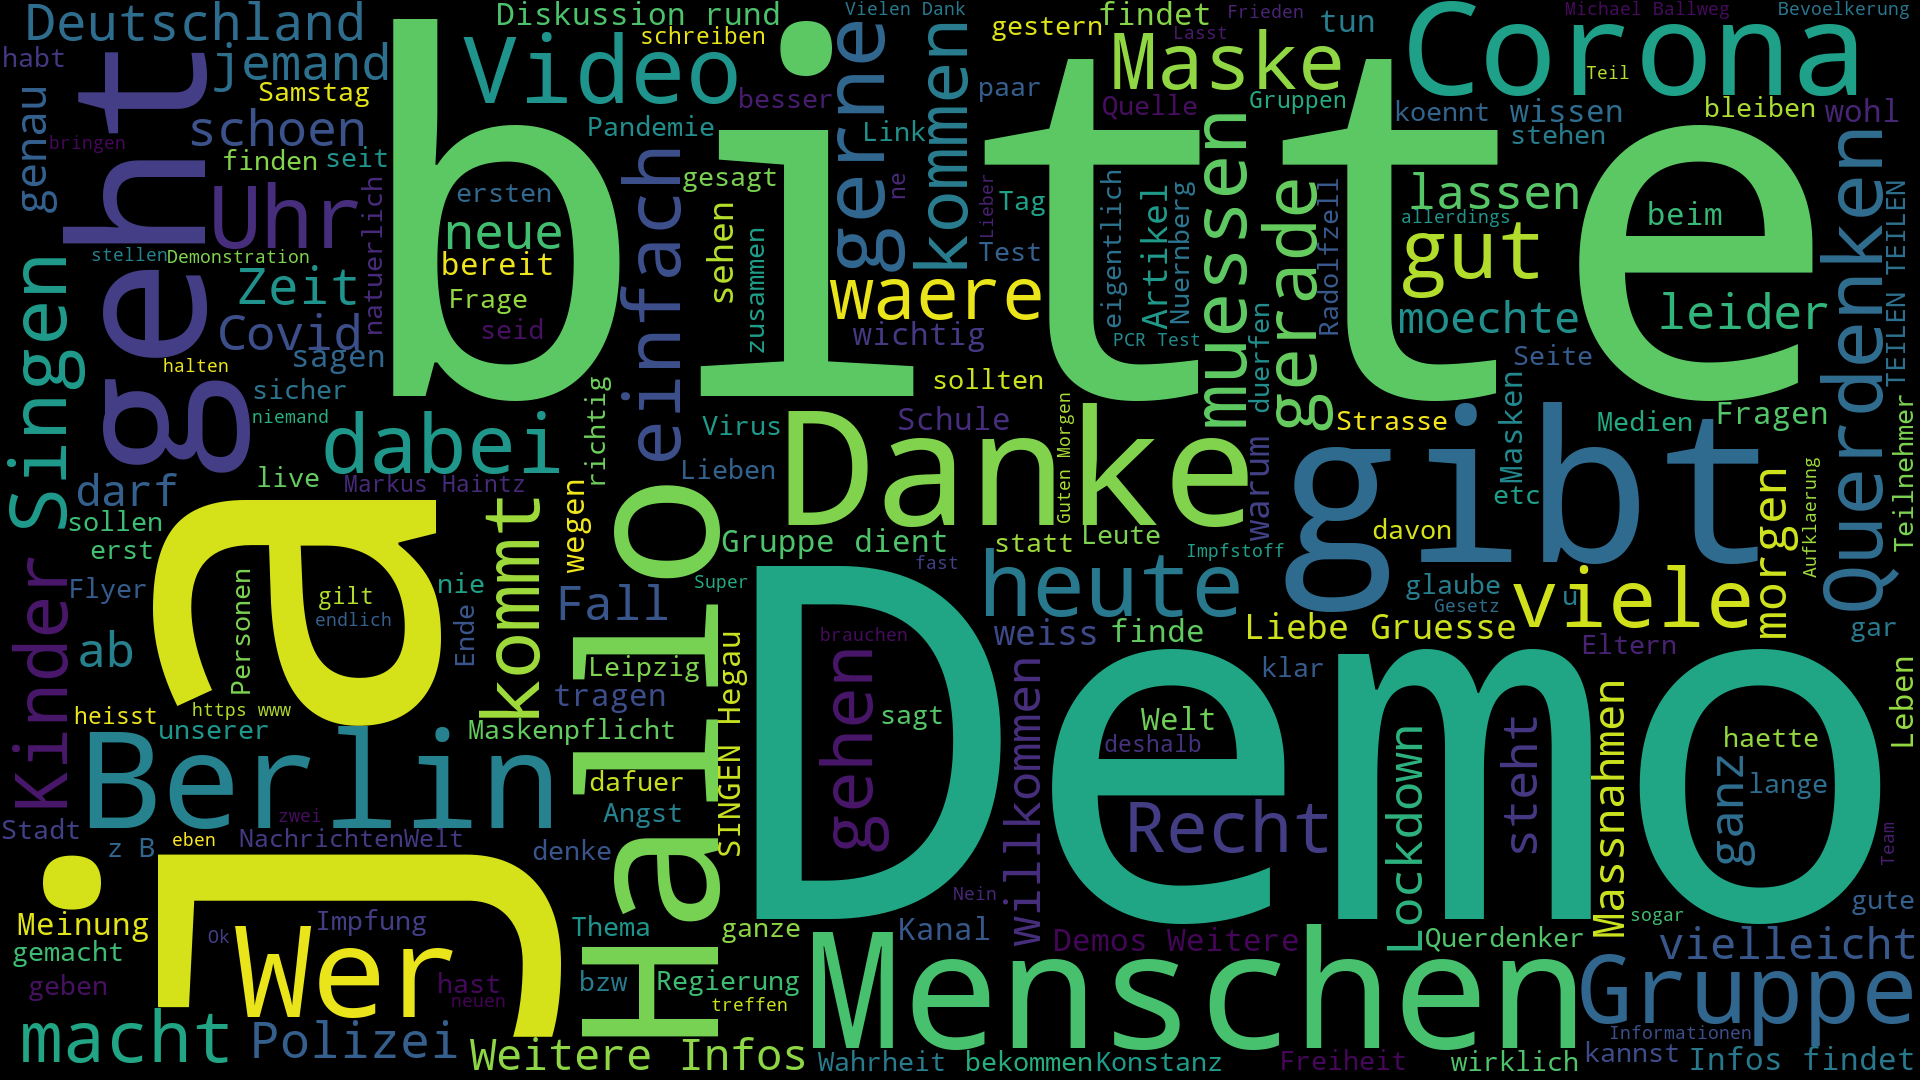 Deutschland
Diskussion rund
Vielen Dank
findet
Frieden
tun
Michael Ballweg
Bevoelkerung
habt
jemand
Video
schreiben
gestern
Lasst
Maske
Corona
Teil
Samstag
besser
paar
Quelle
Gruppen
koennt
wissen
bleiben
wohl
genau
geht
schoen
bitte
Pandemie
gerne
Link
kommen
stehen
bringen
finden
seit
gesagt
ersten
einfach
ne
Lieber
Tag
eigentlich
Artikel
Nuernberg
muessen
gerade
Radolfzell
lassen
allerdings
beim
Querdenken
TEILEN TEILEN
Uhr
natuerlich
neue
sehen
zusammen
Test
gut
stellen
Demonstration
bereit
Zeit
Frage
waere
Covid
seid
wichtig
PCR Test
duerfen
moechte
leider
Singen
sagen
Seite
halten
sicher
richtig
sollten
niemand
dabei
Virus
Schule
Guten Morgen
Strasse
Masken
Medien
Fragen
Danke
gibt
Teilnehmer
darf
live
Markus Haintz
Lieben
warum
etc
morgen
Aufklaerung
sollen
erst
Ja
kommt
wegen
Hallo
Gruppe dient
statt
Leute
davon
Impfstoff
fast
Kinder
Flyer
Personen
gilt
endlich
nie
Ende
Fall
Super
heute
glaube
Gesetz
u
viele
ab
weiss
finde
Liebe Gruesse
Eltern
gar
brauchen
Demo
Leipzig
tragen
SINGEN Hegau
gehen
willkommen
klar
Leben
https www
heisst
unserer
Maskenpflicht
sagt
Welt
deshalb
Lockdown
steht
Massnahmen
haette
ganz
lange
Berlin
dafuer
Angst
Recht
Stadt
zwei
z B
eben
NachrichtenWelt
denke
Team
Nein
gute
Meinung
Wer
Impfung
Ok
Thema
ganze
Kanal
Demos Weitere
Querdenker
sogar
vielleicht
gemacht
geben
hast
neuen
bzw
Regierung
treffen
Menschen
Gruppe
macht
Polizei
Weitere Infos
Wahrheit
bekommen
Konstanz
Freiheit
wirklich
Informationen
kannst
Infos findet